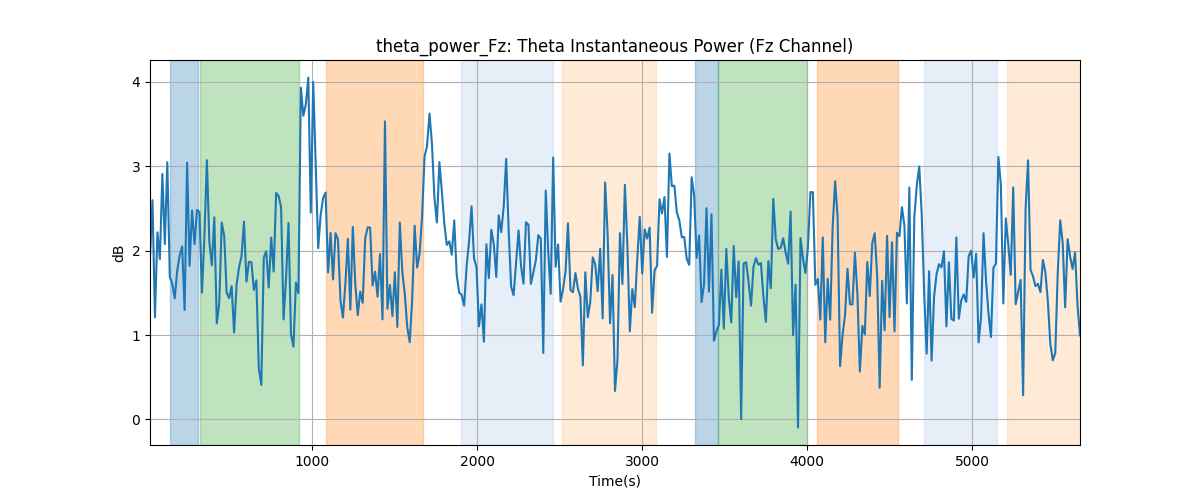 theta_power_Fz: Theta Instantaneous Power (Fz Channel)
4
3
2
1
0
dB
1000 2000 3000 4000 5000
Time(s)